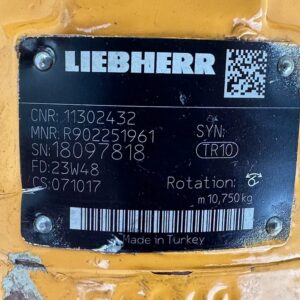 LIEBHERR
CNR: 11302432
MNR: R902251961
SN: 18097818
SYN:
TR10
FD: 23W48
CS: 071017
Rotation:
m 10,750 kg
Made in Turkey